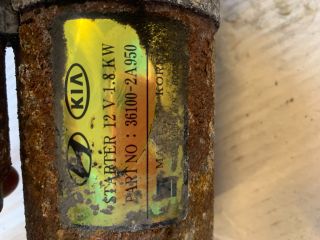 KIA
STARTER 12 V 1.8 KW
PART NO : 36100-2A950